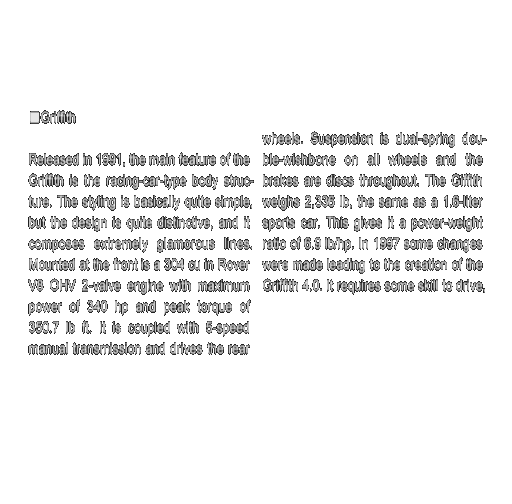 ■Griffith
Released in 1991, the main feature of the
Griffith is the racing-car-type body struc-
ture. The styling is basically quite simple,
but the design is quite distinctive, and it
composes extremely glamorous lines.
Mounted at the front is a 304 cu in Rover
V8 OHV 2-valve engine with maximum
power of 340 hp and peak torque of
350.7 lb ft. It is coupled with 5-speed
manual transmission and drives the rear
wheels. Suspension is dual-spring dou-
ble-wishbone on all wheels and the
brakes are discs throughout. The Giffith
weighs 2,335 lb, the same as a 1.6-liter
sports car. This gives it a power-weight
ratio of 6.9 lb/hp. In 1997 some changes
were made leading to the creation of the
Griffith 4.0. It requires some skill to drive,